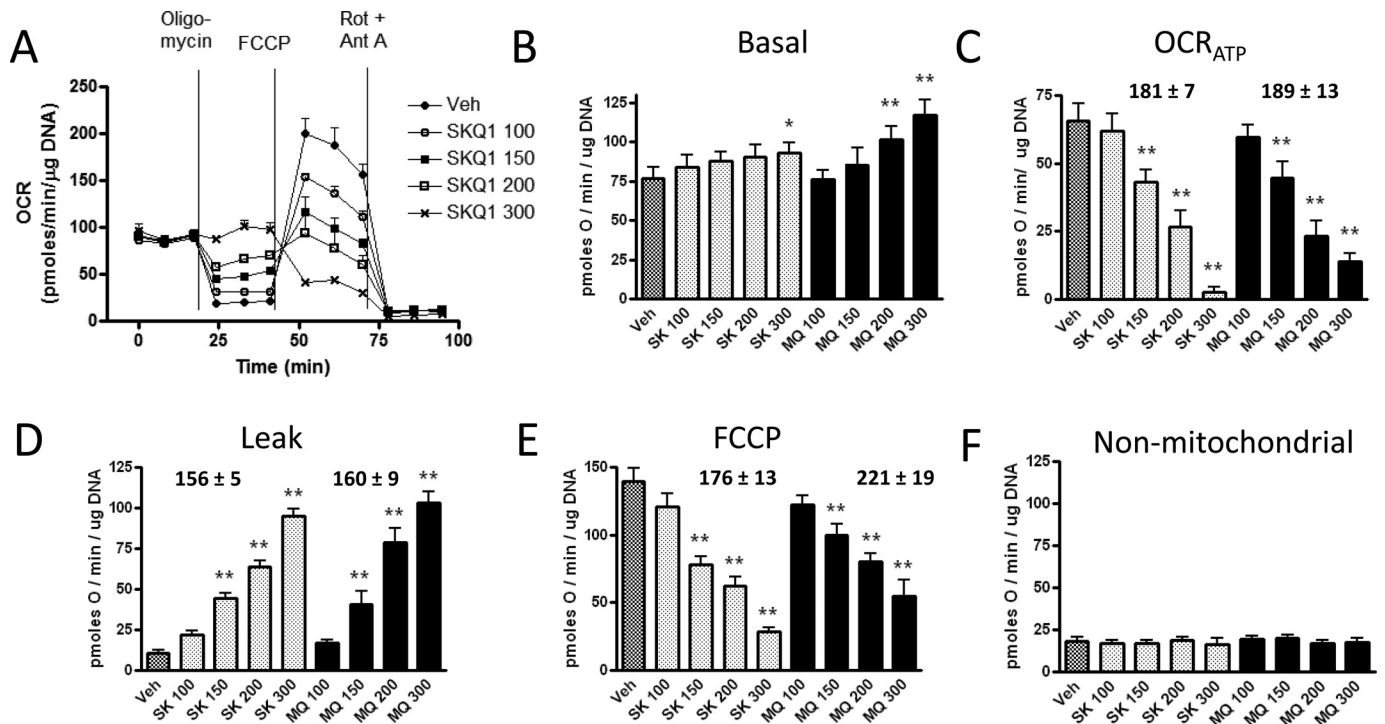 A
Oligo-
mycin
FCCP
Rot +
Ant A
OCR
(pmoles/min/µg DNA)
250
200
150
100
50
0
0 25 50 75 100
Time (min)
Veh
SKQ1 100
SKQ1 150
SKQ1 200
SKQ1 300
B
Basal
pmoles O / min / ug DNA
125
100
75
50
25
0
* ** **
Veh SK 100 SK 150 SK 200 SK 300 MQ 100 MQ 150 MQ 200 MQ 300
C
OCRATP
181 ± 7 189 ± 13
pmoles O / min/ ug DNA
75
50
25
0
** ** ** ** ** **
Veh SK 100 SK 150 SK 200 SK 300 MQ 100 MQ 150 MQ 200 MQ 300
D
Leak
156 ± 5 160 ± 9
pmoles O / min / ug DNA
125
100
75
50
25
0
** ** ** ** ** **
Veh SK 100 SK 150 SK 200 SK 300 MQ 100 MQ 150 MQ 200 MQ 300
E
FCCP
176 ± 13 221 ± 19
pmoles O / min / ug DNA
150
100
50
0
** ** ** ** ** **
Veh SK 100 SK 150 SK 200 SK 300 MQ 100 MQ 150 MQ 200 MQ 300
F
Non-mitochondrial
pmoles O / min / ug DNA
125
100
75
50
25
0
Veh SK 100 SK 150 SK 200 SK 300 MQ 100 MQ 150 MQ 200 MQ 300